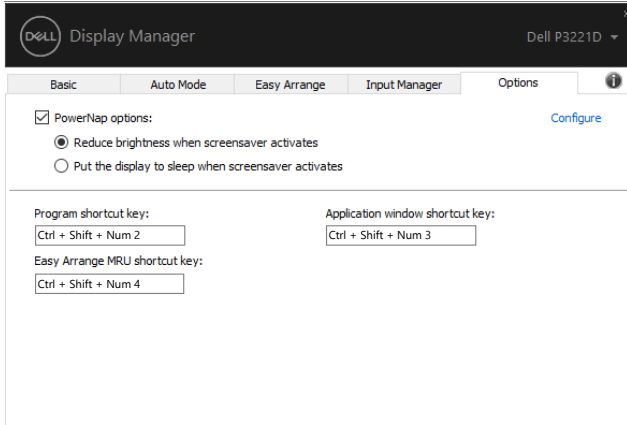 DELL Display Manager
Dell P3221D
Basic Auto Mode Easy Arrange Input Manager Options
PowerNap options: Configure
Reduce brightness when screensaver activates
Put the display to sleep when screensaver activates
Program shortcut key: Application window shortcut key:
Ctrl + Shift + Num 2 Ctrl + Shift + Num 3
Easy Arrange MRU shortcut key:
Ctrl + Shift + Num 4